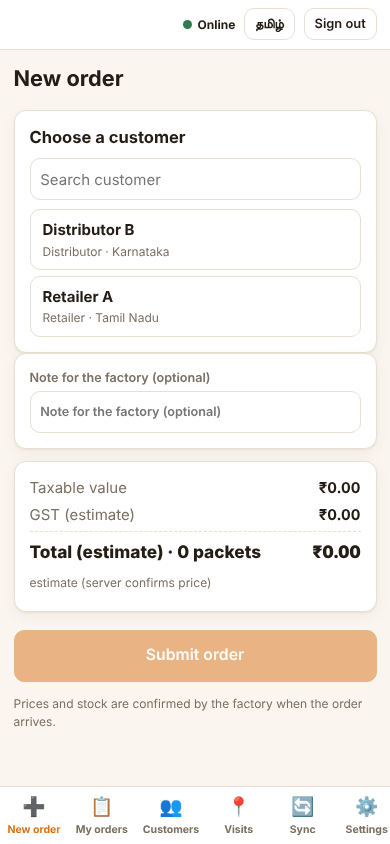 Online
தமிழ்
Sign out
New order
Choose a customer
Search customer
Distributor B
Distributor · Karnataka
Retailer A
Retailer · Tamil Nadu
Note for the factory (optional)
Note for the factory (optional)
Taxable value ₹0.00
GST (estimate) ₹0.00
Total (estimate) · 0 packets ₹0.00
estimate (server confirms price)
Submit order
Prices and stock are confirmed by the factory when the order
arrives.
New order My orders Customers Visits Sync Settings